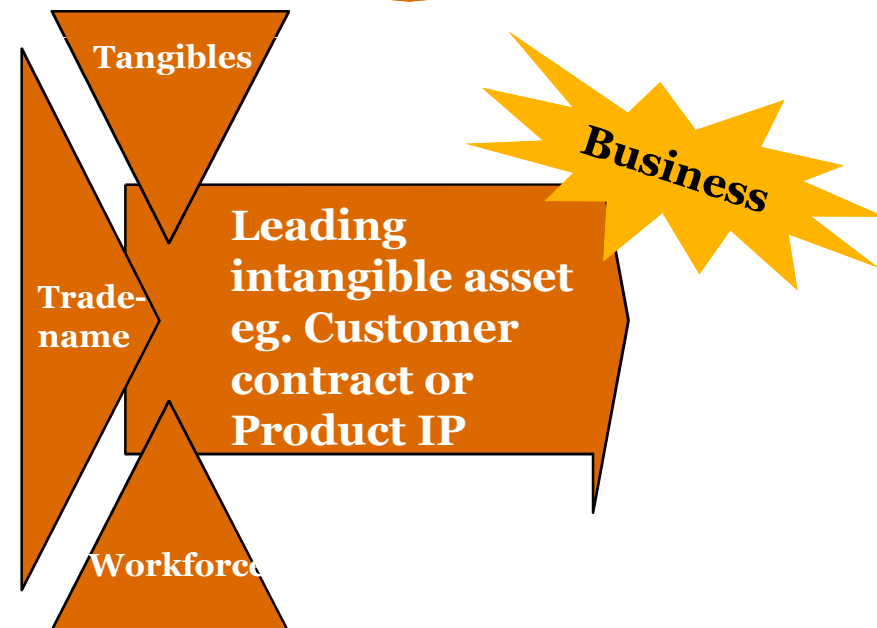 Tangibles
Business
Leading
intangible asset
eg. Customer
contract or
Product IP
Trade-
name
Workforce